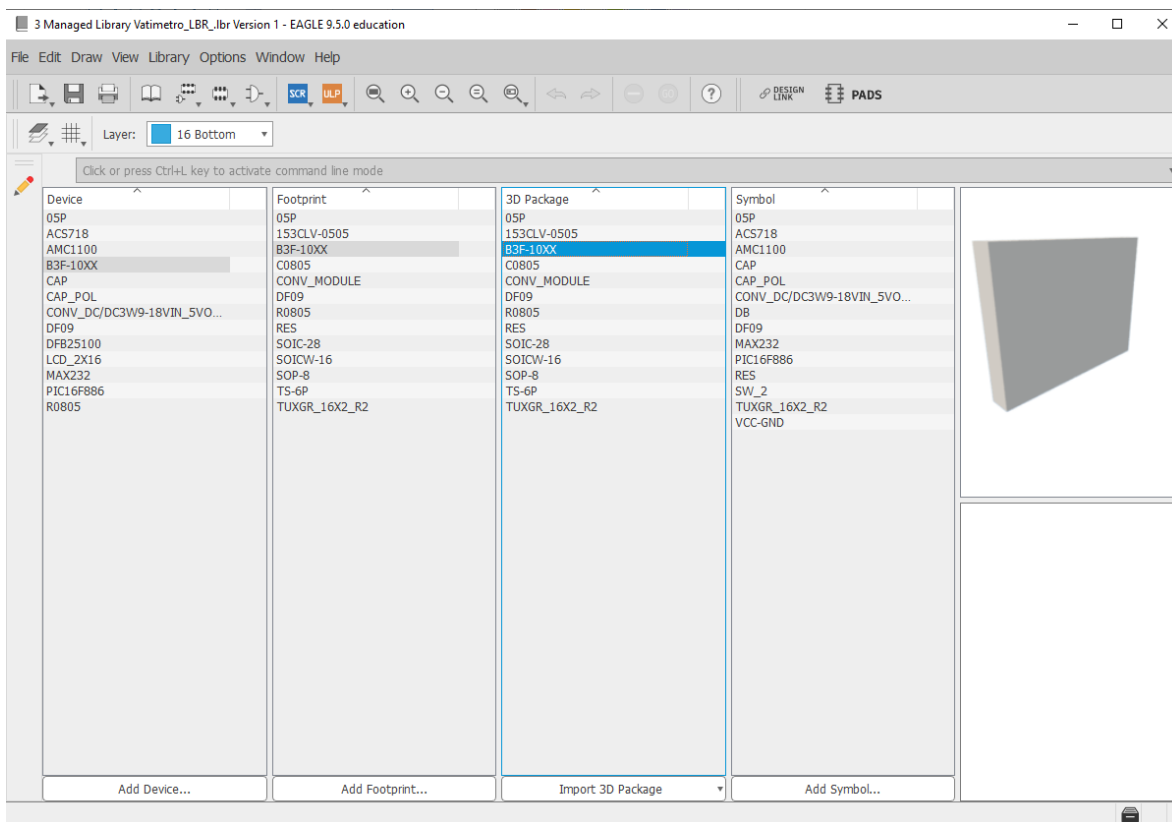 3 Managed Library Vatimetro_LBR_.lbr Version 1 - EAGLE 9.5.0 education
File Edit Draw View Library Options Window Help
SCR ULP ? DESIGN LINK PADS
Layer: 16 Bottom
Click or press Ctrl+L key to activate command line mode
Device
05P
ACS718
AMC1100
B3F-10XX
CAP
CAP_POL
CONV_DC/DC3W9-18VIN_5VO...
DF09
DFB25100
LCD_2X16
MAX232
PIC16F886
R0805
Add Device...
Footprint
05P
153CLV-0505
B3F-10XX
C0805
CONV_MODULE
DF09
R0805
RES
SOIC-28
SOICW-16
SOP-8
TS-6P
TUXGR_16X2_R2
Add Footprint...
3D Package
05P
153CLV-0505
B3F-10XX
C0805
CONV_MODULE
DF09
R0805
RES
SOIC-28
SOICW-16
SOP-8
TS-6P
TUXGR_16X2_R2
Import 3D Package
Symbol
05P
ACS718
AMC1100
CAP
CAP_POL
CONV_DC/DC3W9-18VIN_5VO...
DB
DF09
MAX232
PIC16F886
RES
SW_2
TUXGR_16X2_R2
VCC-GND
Add Symbol...